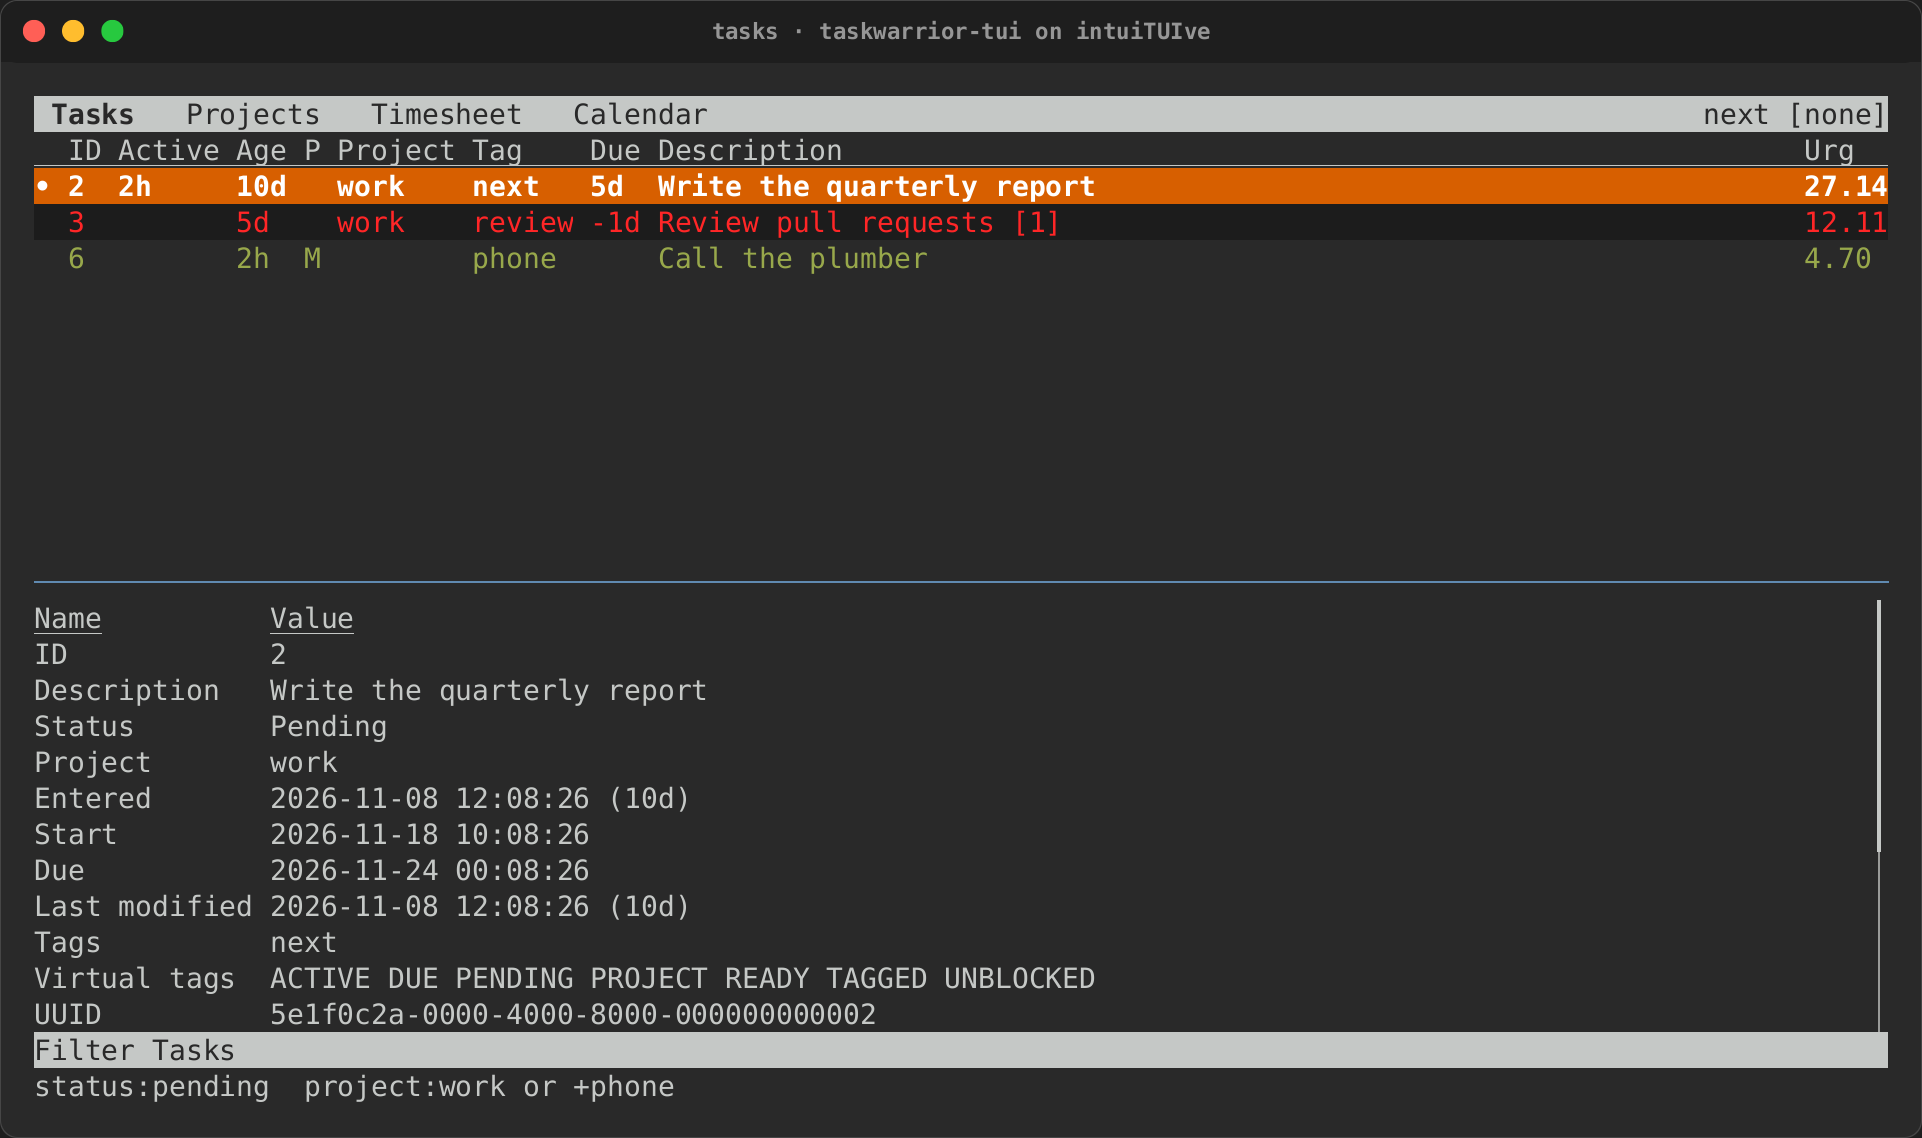 tasks · taskwarrior-tui on intuiTUIve
Tasks Projects Timesheet Calendar next [none]
ID Active Age P Project Tag Due Description Urg
• 2 2h 10d work next 5d Write the quarterly report 27.14
3 5d work review -1d Review pull requests [1] 12.11
6 2h M phone Call the plumber 4.70
Name Value
ID 2
Description Write the quarterly report
Status Pending
Project work
Entered 2026-11-08 12:08:26 (10d)
Start 2026-11-18 10:08:26
Due 2026-11-24 00:08:26
Last modified 2026-11-08 12:08:26 (10d)
Tags next
Virtual tags ACTIVE DUE PENDING PROJECT READY TAGGED UNBLOCKED
UUID 5e1f0c2a-0000-4000-8000-000000000002
Filter Tasks
status:pending project:work or +phone